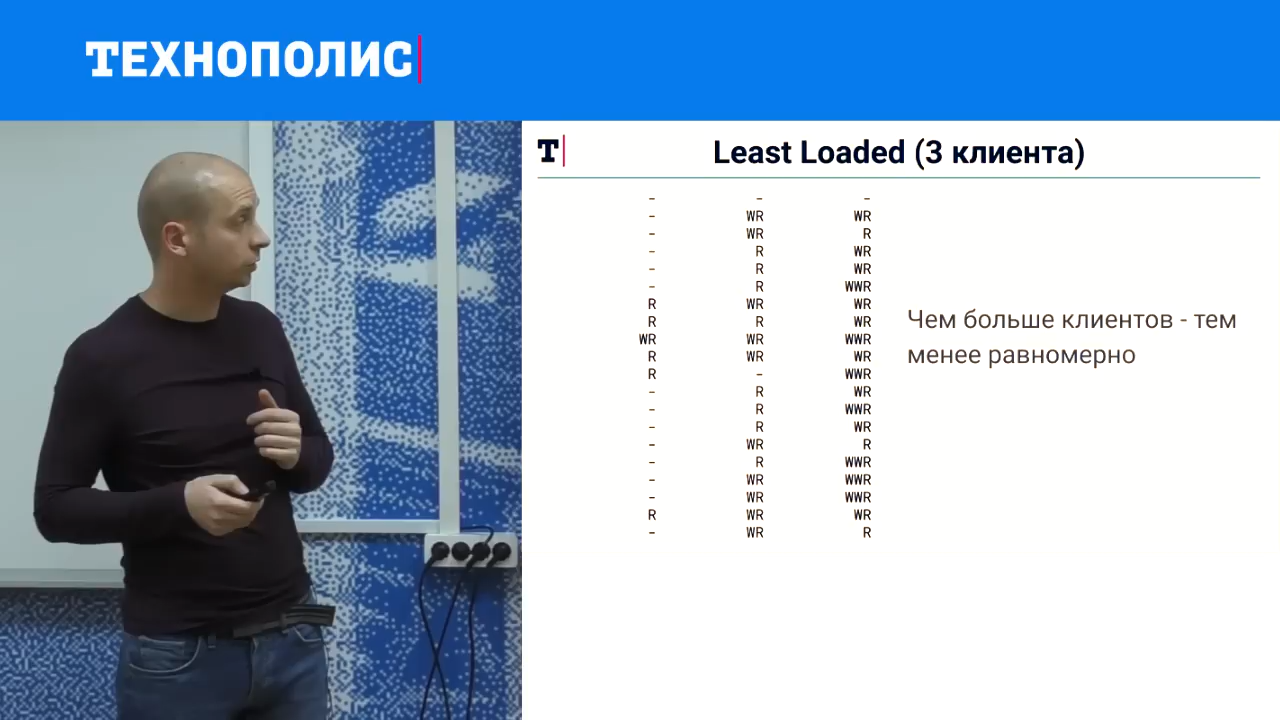 ТЕХНОПОЛИС
T
Least Loaded (3 клиента)
- - -
- WR WR
- WR R
- R WR
- R WR
- R WWR
R WR WR
R R WR
WR WR WWR
R WR WR
R - WWR
- R WR
- R WWR
- R WR
- WR R
- R WWR
- WR WWR
- WR WWR
R WR WR
- WR R
Чем больше клиентов - тем
менее равномерно